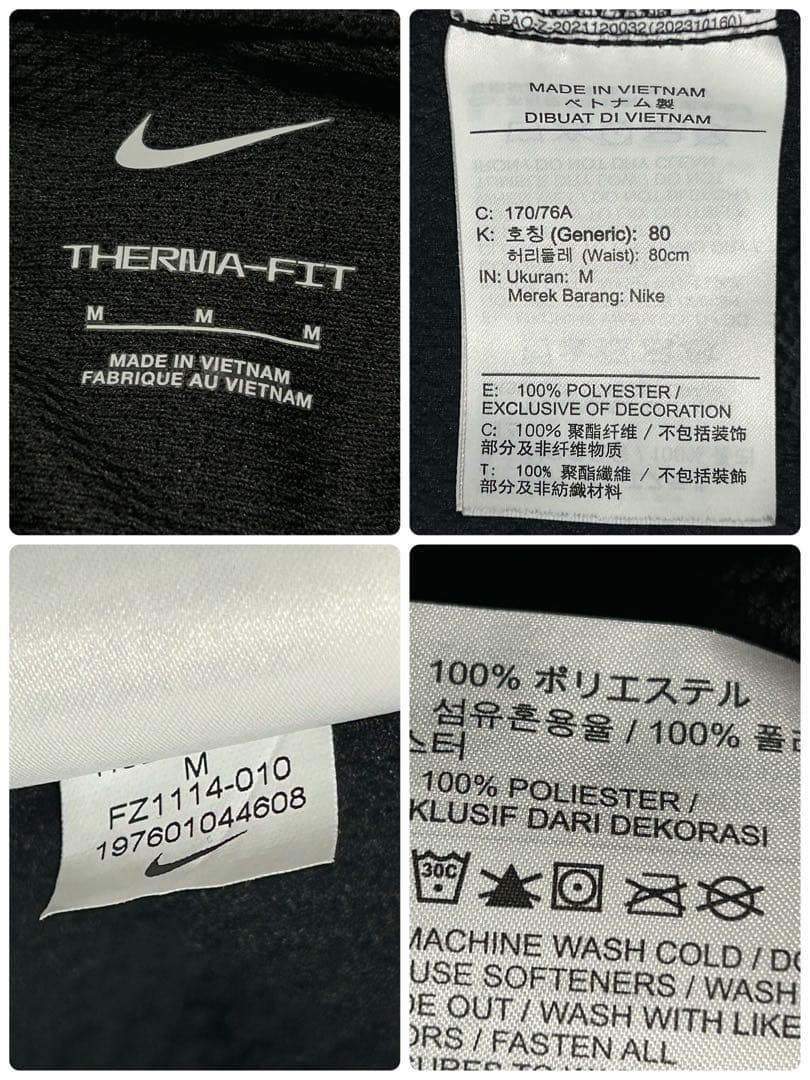 THERMA-FIT
M M M
MADE IN VIETNAM
FABRIQUE AU VIETNAM
APAO-Z-2021120032(202310160)
MADE IN VIETNAM
ベトナム製
DIBUAT DI VIETNAM
C: 170/76A
K: 호칭 (Generic): 80
허리둘레 (Waist): 80cm
IN: Ukuran: M
Merek Barang: Nike
E: 100% POLYESTER /
EXCLUSIVE OF DECORATION
C: 100% 聚酯纤维 / 不包括装饰
部分及非纤维物质
T: 100% 聚酯纖維 / 不包括裝飾
部分及非紡織材料
M
FZ1114-010
197601044608
100% ポリエステル
섬유혼용율 / 100% 폴리
스터
100% POLIESTER /
KLUSIF DARI DEKORASI
30C
MACHINE WASH COLD / DO
USE SOFTENERS / WASH
DE OUT / WASH WITH LIKE
ORS / FASTEN ALL